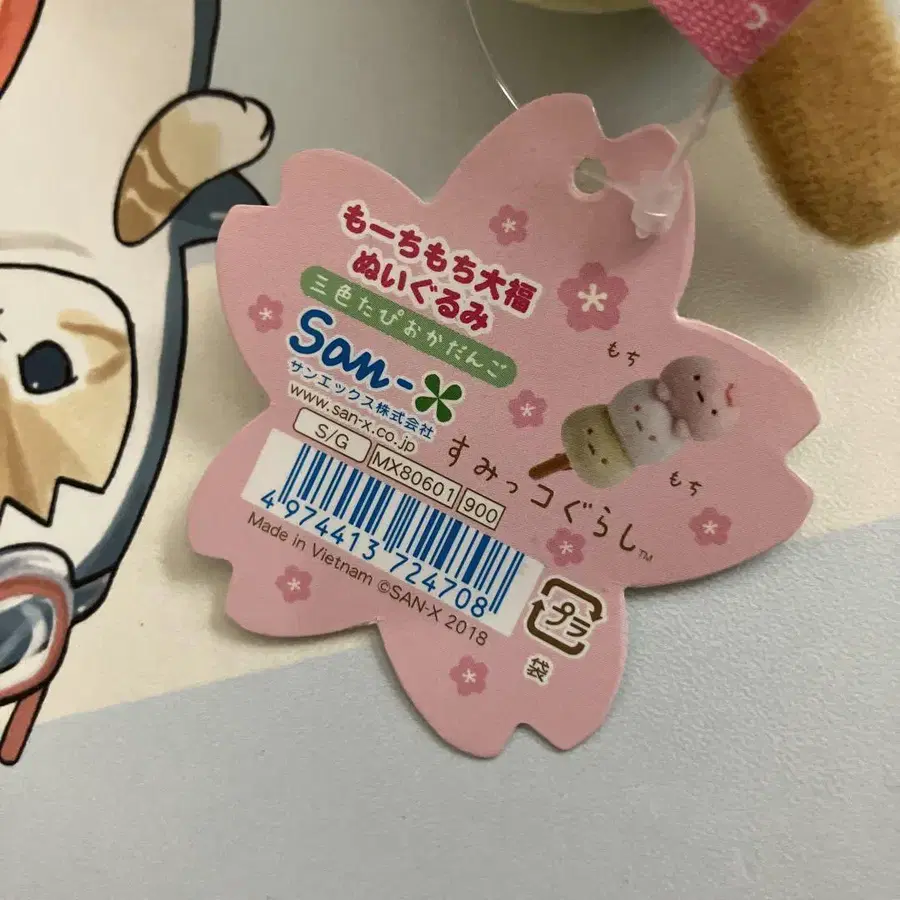 もーちもち大福
ぬいぐるみ
三色たぴおかだんご
San-X
サンエックス株式会社
www.san-x.co.jp
S/G
MX80601
900
4 974413 724708
Made in Vietnam ©SAN-X 2018
もち
もち
すみっコぐらし™
プラ
袋